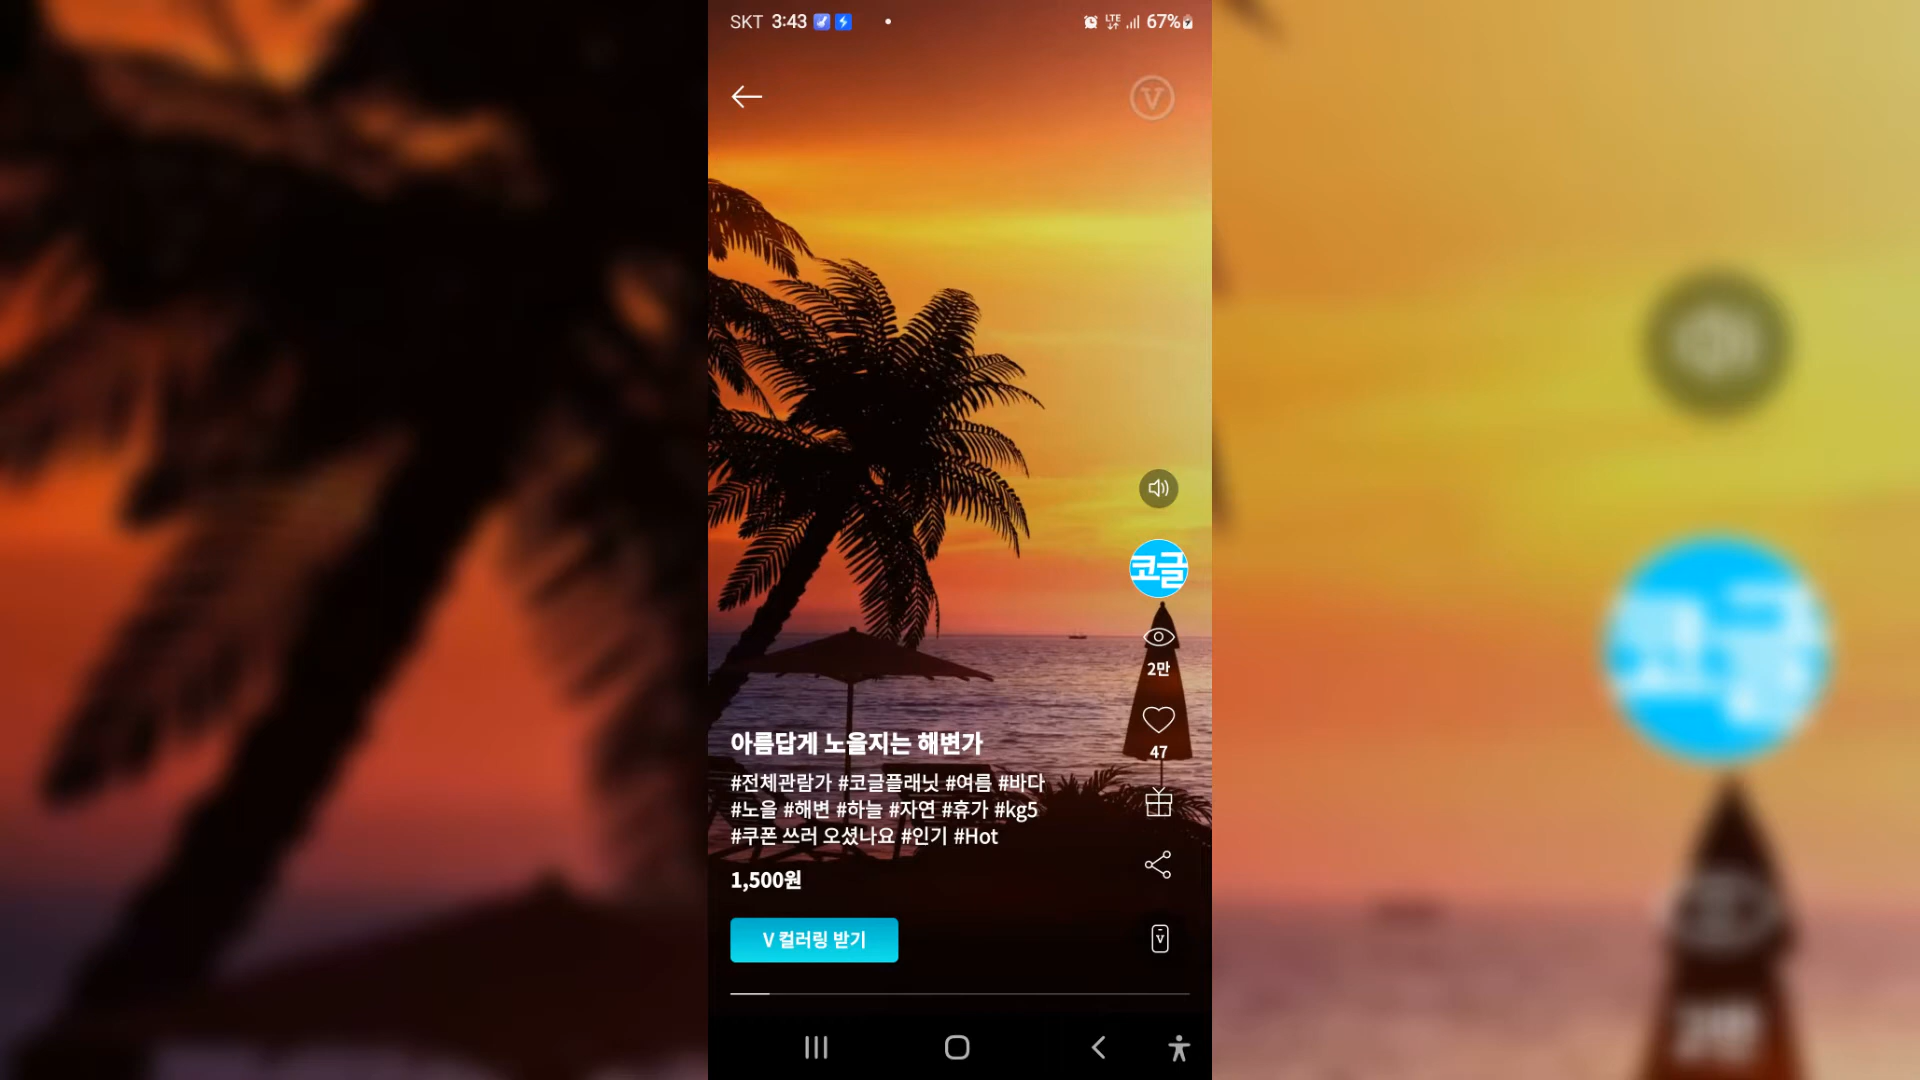 SKT 3:43
LTE 67%
V
코글
2만
47
아름답게 노을지는 해변가
#전체관람가 #코글플래닛 #여름 #바다
#노을 #해변 #하늘 #자연 #휴가 #kg5
#쿠폰 쓰러 오셨나요 #인기 #Hot
1,500원
V 컬러링 받기
V